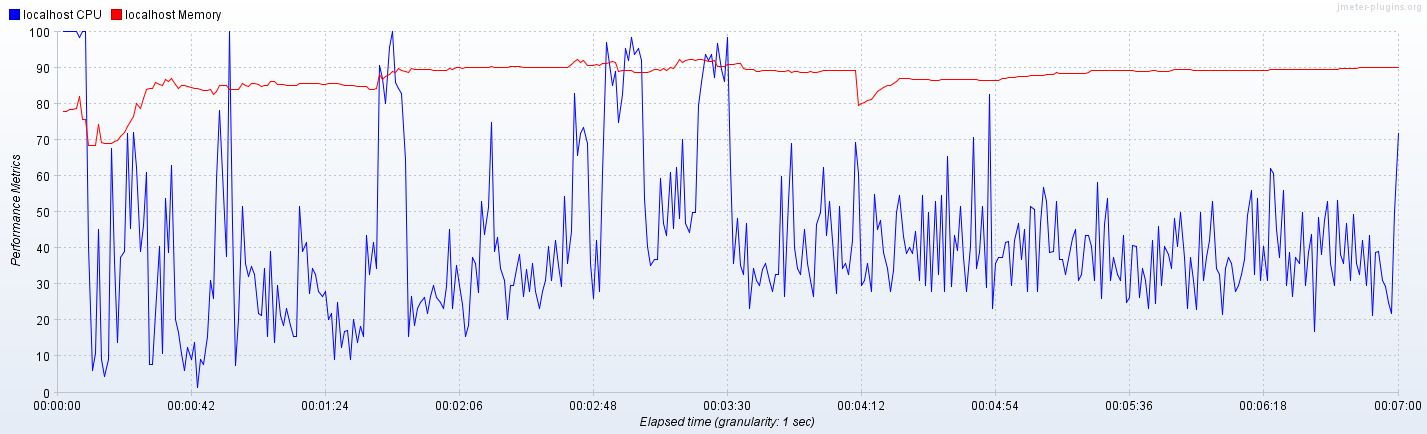 localhost CPU localhost Memory
jmeter-plugins.org
100
90
80
70
60
50
40
30
20
10
0
Performance Metrics
00:00:00 00:00:42 00:01:24 00:02:06 00:02:48 00:03:30 00:04:12 00:04:54 00:05:36 00:06:18 00:07:00
Elapsed time (granularity: 1 sec)